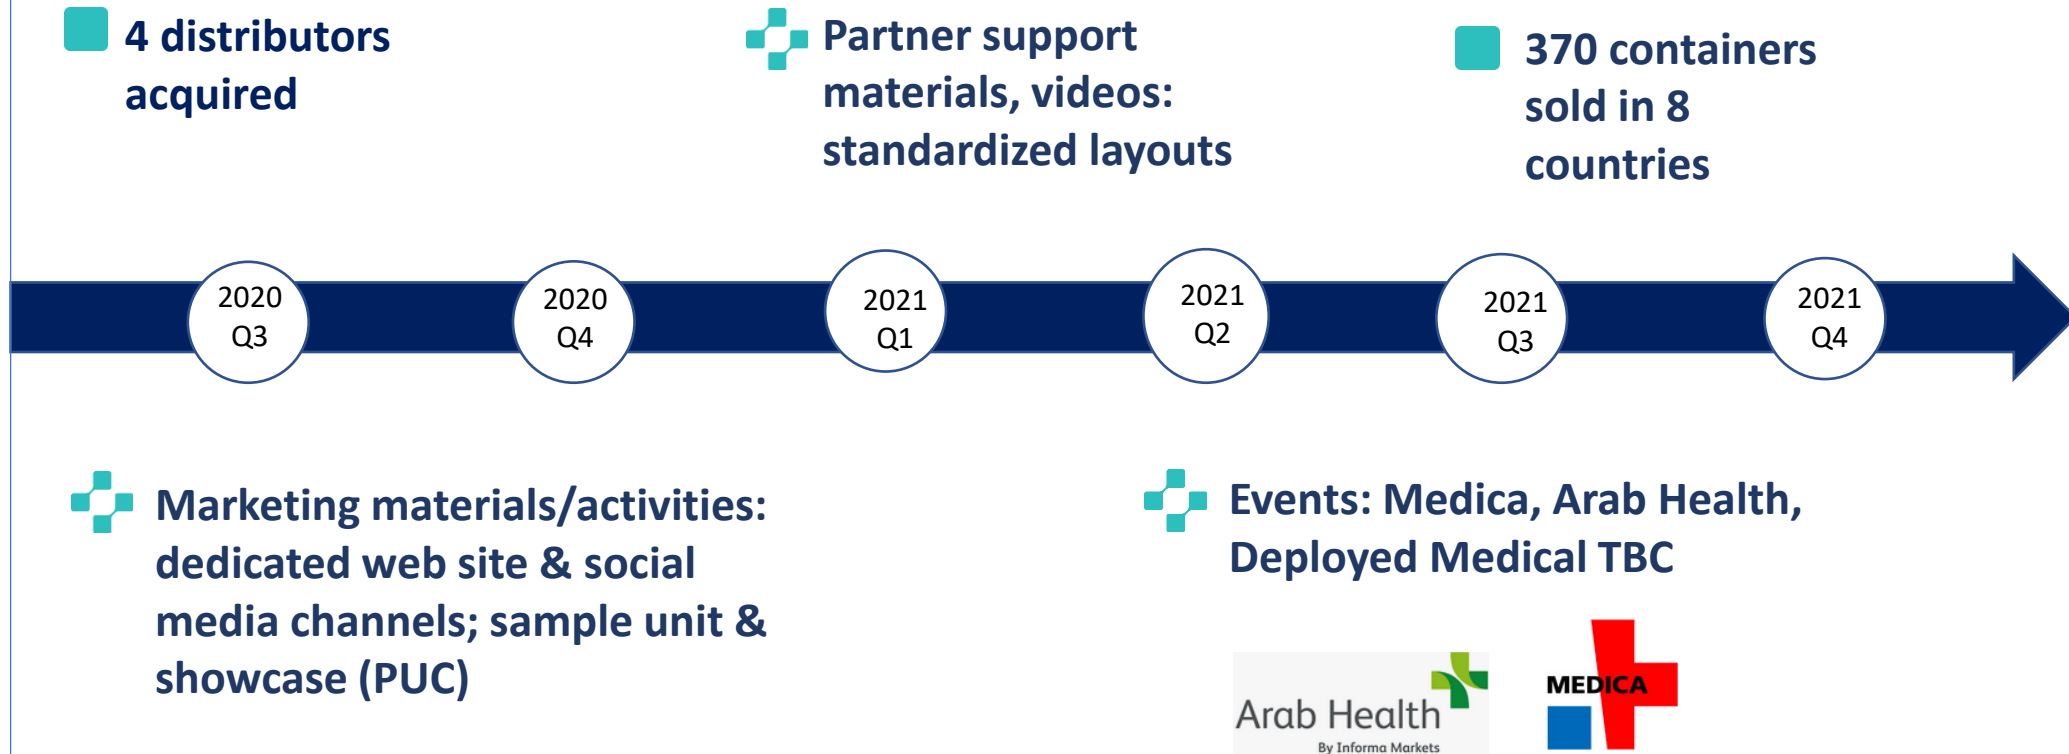 4 distributors
acquired
Partner support
materials, videos:
standardized layouts
370 containers
sold in 8
countries
2020
Q3
2020
Q4
2021
Q1
2021
Q2
2021
Q3
2021
Q4
Marketing materials/activities:
dedicated web site & social
media channels; sample unit &
showcase (PUC)
Events: Medica, Arab Health,
Deployed Medical TBC
Arab Health
By Informa Markets
MEDICA